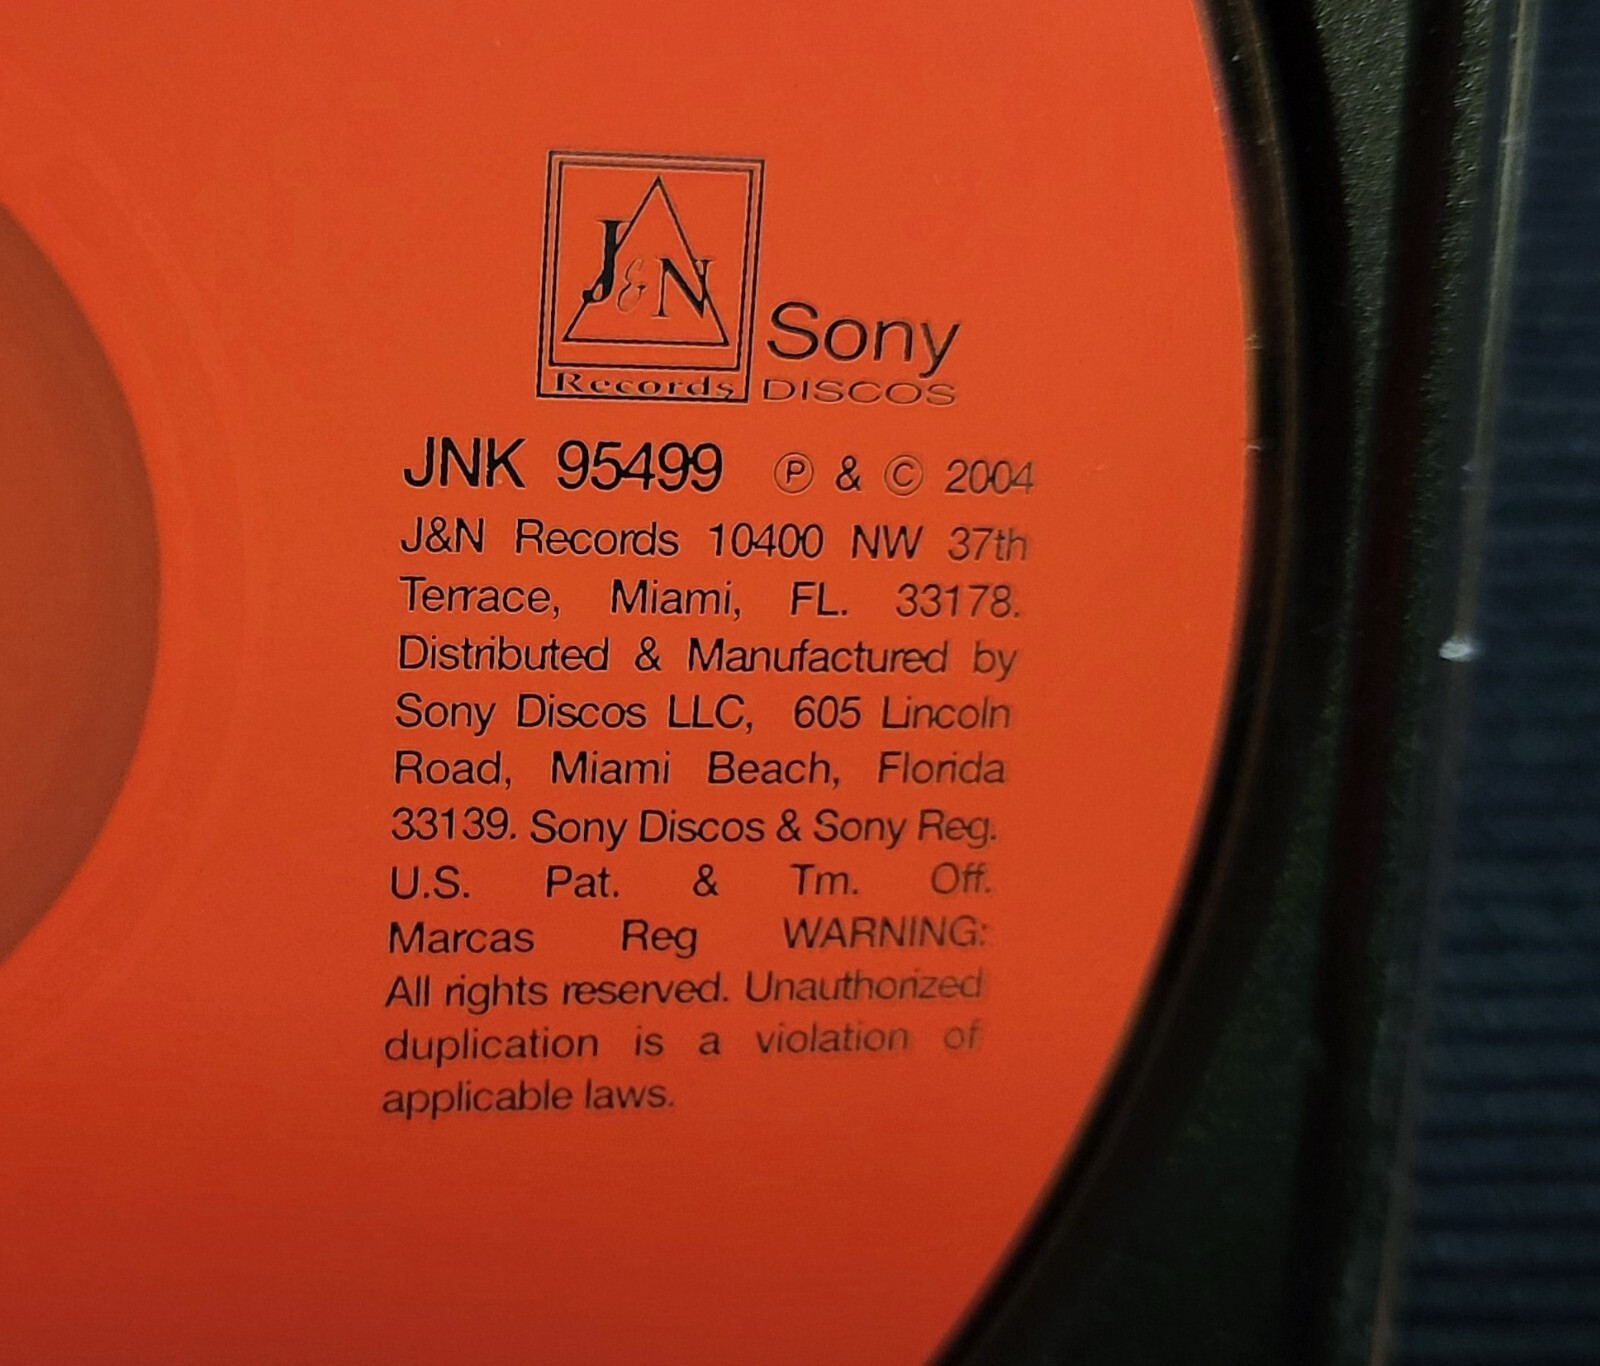 J&N
Records
Sony
DISCOS
JNK 95499 Ⓟ & © 2004
J&N Records 10400 NW 37th
Terrace, Miami, FL. 33178.
Distributed & Manufactured by
Sony Discos LLC, 605 Lincoln
Road, Miami Beach, Florida
33139. Sony Discos & Sony Reg.
U.S. Pat. & Tm. Off.
Marcas Reg WARNING:
All rights reserved. Unauthorized
duplication is a violation of
applicable laws.